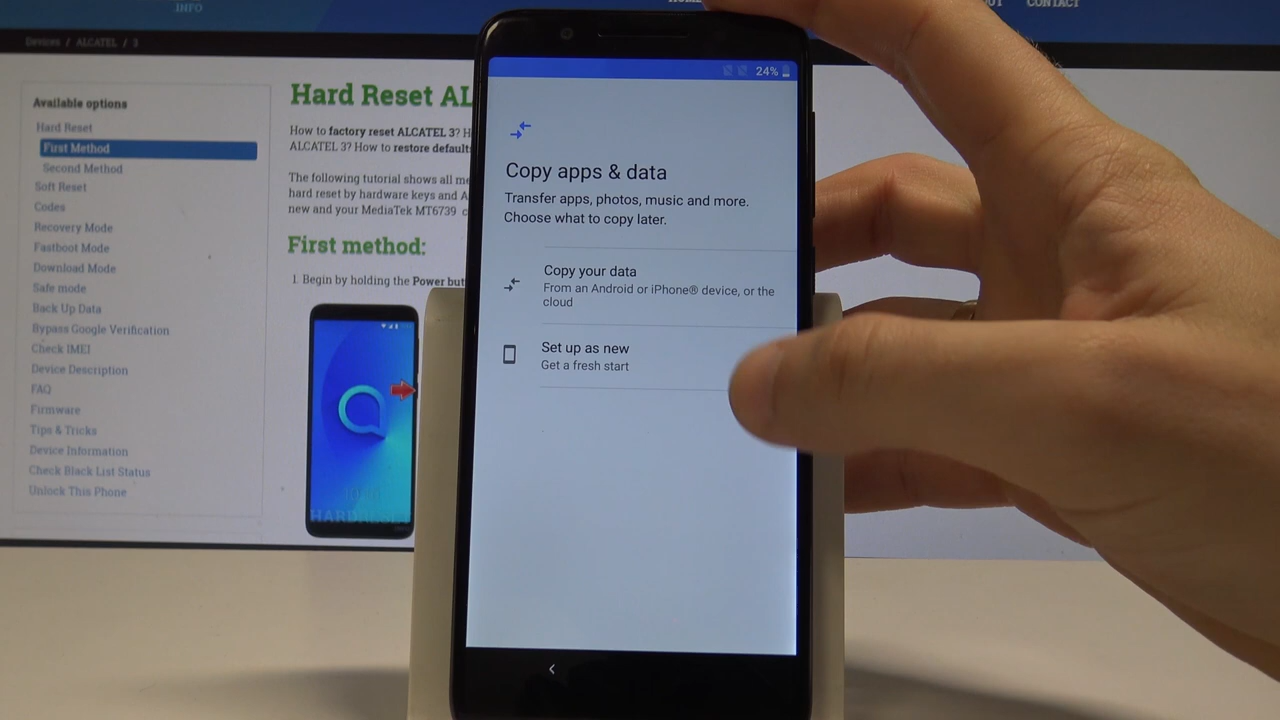 .INFO
CONTACT
Devices / ALCATEL / 3
Available options
Hard Reset
First Method
Second Method
Soft Reset
Codes
Recovery Mode
Fastboot Mode
Download Mode
Safe mode
Back Up Data
Bypass Google Verification
Check IMEI
Device Description
FAQ
Firmware
Tips & Tricks
Device Information
Check Black List Status
Unlock This Phone
Hard Reset AL
How to factory reset ALCATEL 3? H
ALCATEL 3? How to restore defaults
The following tutorial shows all me
hard reset by hardware keys and A
new and your MediaTek MT6739 c
First method:
1. Begin by holding the Power but
HARDRESET
24%
Copy apps & data
Transfer apps, photos, music and more.
Choose what to copy later.
Copy your data
From an Android or iPhone® device, or the
cloud
Set up as new
Get a fresh start